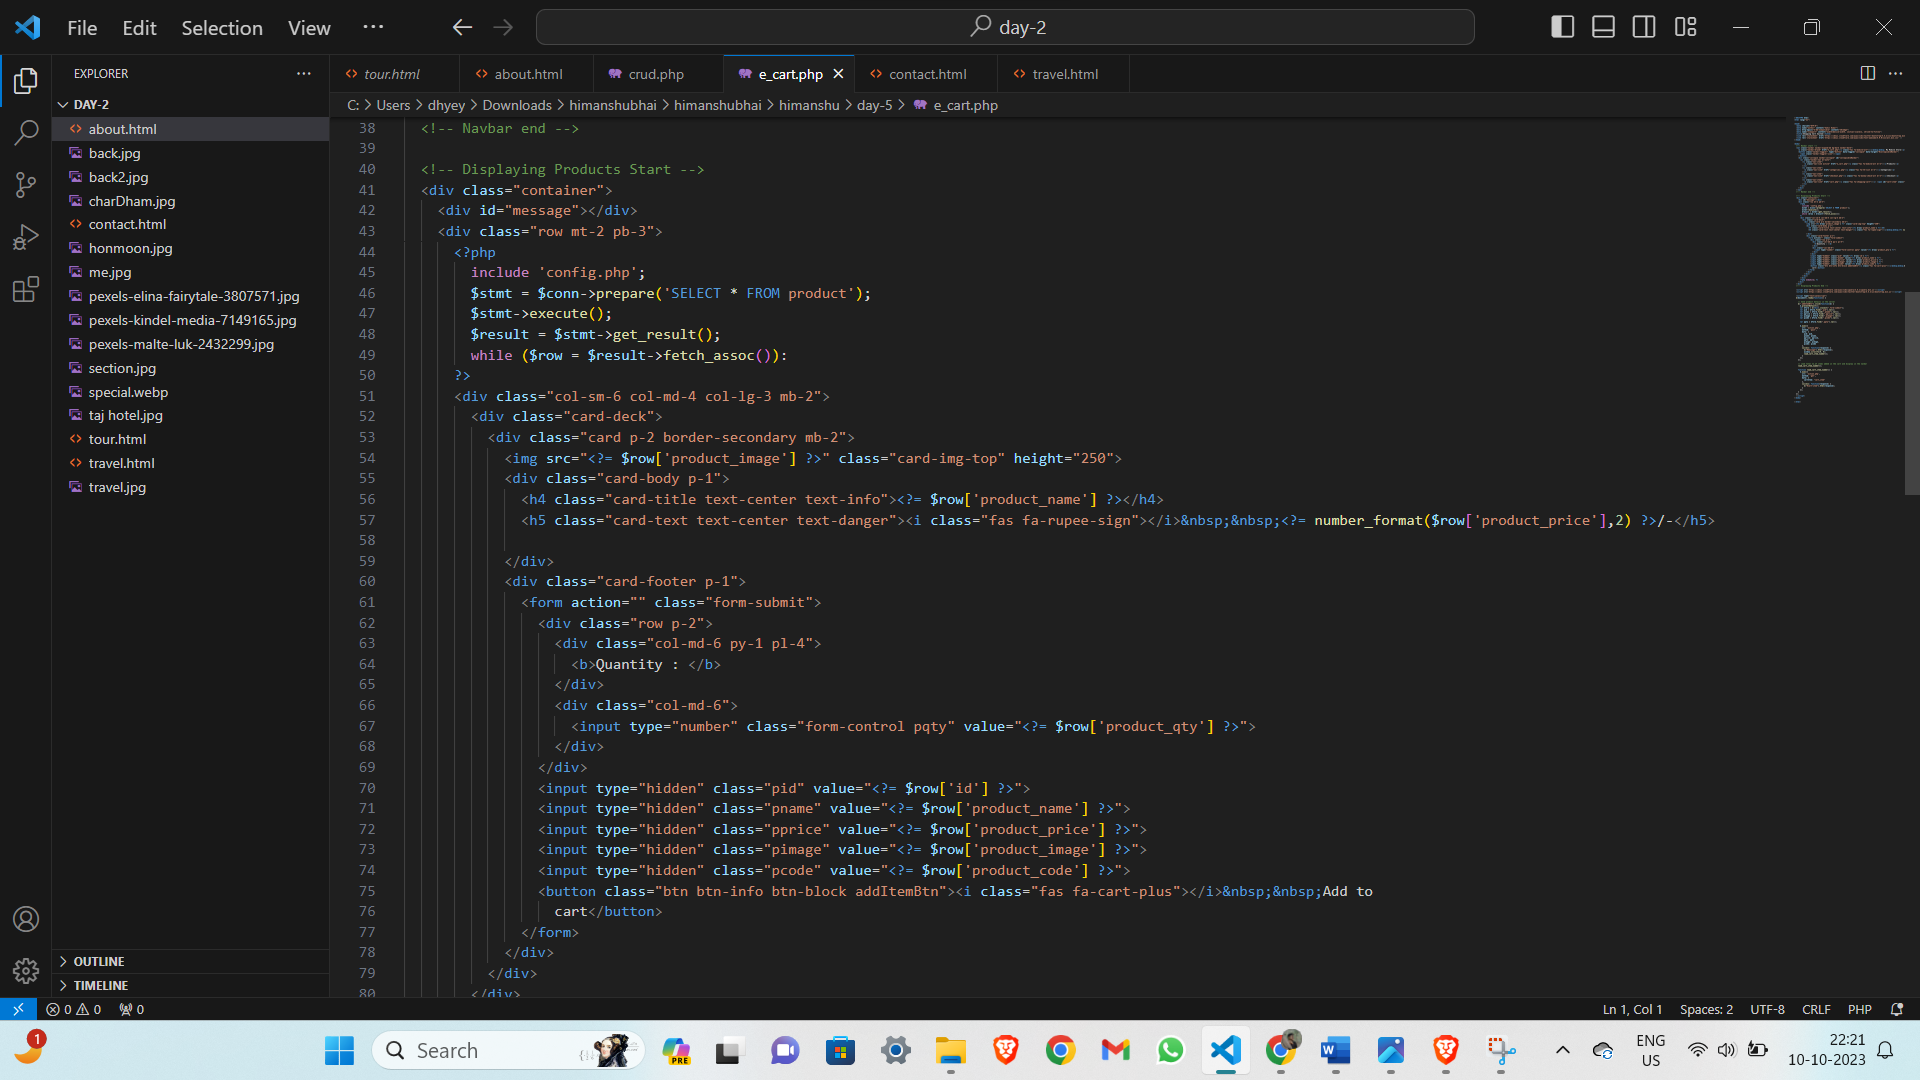 File Edit Selection View ··· day-2
EXPLORER ···
DAY-2
about.html
back.jpg
back2.jpg
charDham.jpg
contact.html
honmoon.jpg
me.jpg
pexels-elina-fairytale-3807571.jpg
pexels-kindel-media-7149165.jpg
pexels-malte-luk-2432299.jpg
section.jpg
special.webp
taj hotel.jpg
tour.html
travel.html
travel.jpg
OUTLINE
TIMELINE
tour.html about.html crud.php e_cart.php contact.html travel.html
C: > Users > dhyey > Downloads > himanshubhai > himanshubhai > himanshu > day-5 > e_cart.php
38 <!-- Navbar end -->
39
40 <!-- Displaying Products Start -->
41 <div class="container">
42 <div id="message"></div>
43 <div class="row mt-2 pb-3">
44 <?php
45 include 'config.php';
46 $stmt = $conn->prepare('SELECT * FROM product');
47 $stmt->execute();
48 $result = $stmt->get_result();
49 while ($row = $result->fetch_assoc()):
50 ?>
51 <div class="col-sm-6 col-md-4 col-lg-3 mb-2">
52 <div class="card-deck">
53 <div class="card p-2 border-secondary mb-2">
54 <img src="<?= $row['product_image'] ?>" class="card-img-top" height="250">
55 <div class="card-body p-1">
56 <h4 class="card-title text-center text-info"><?= $row['product_name'] ?></h4>
57 <h5 class="card-text text-center text-danger"><i class="fas fa-rupee-sign"></i>&nbsp;&nbsp;<?= number_format($row['product_price'],2) ?>/-</h5>
58
59 </div>
60 <div class="card-footer p-1">
61 <form action="" class="form-submit">
62 <div class="row p-2">
63 <div class="col-md-6 py-1 pl-4">
64 <b>Quantity : </b>
65 </div>
66 <div class="col-md-6">
67 <input type="number" class="form-control pqty" value="<?= $row['product_qty'] ?>">
68 </div>
69 </div>
70 <input type="hidden" class="pid" value="<?= $row['id'] ?>">
71 <input type="hidden" class="pname" value="<?= $row['product_name'] ?>">
72 <input type="hidden" class="pprice" value="<?= $row['product_price'] ?>">
73 <input type="hidden" class="pimage" value="<?= $row['product_image'] ?>">
74 <input type="hidden" class="pcode" value="<?= $row['product_code'] ?>">
75 <button class="btn btn-info btn-block addItemBtn"><i class="fas fa-cart-plus"></i>&nbsp;&nbsp;Add to
76 cart</button>
77 </form>
78 </div>
79 </div>
80 </div>
0 0 0 Ln 1, Col 1 Spaces: 2 UTF-8 CRLF PHP
1 Search PRE ENG US 22:21 10-10-2023